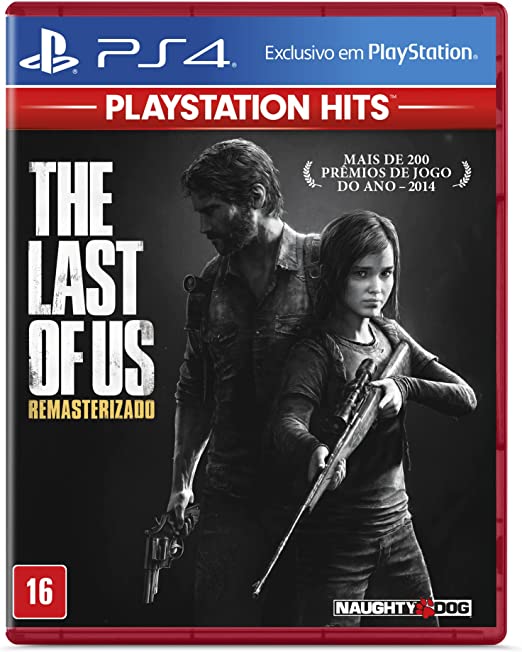 PS4
Exclusivo em PlayStation®
PLAYSTATION HITS™
MAIS DE 200
PRÊMIOS DE JOGO
DO ANO – 2014
THE
LAST
OF US
REMASTERIZADO
16
NAUGHTY DOG